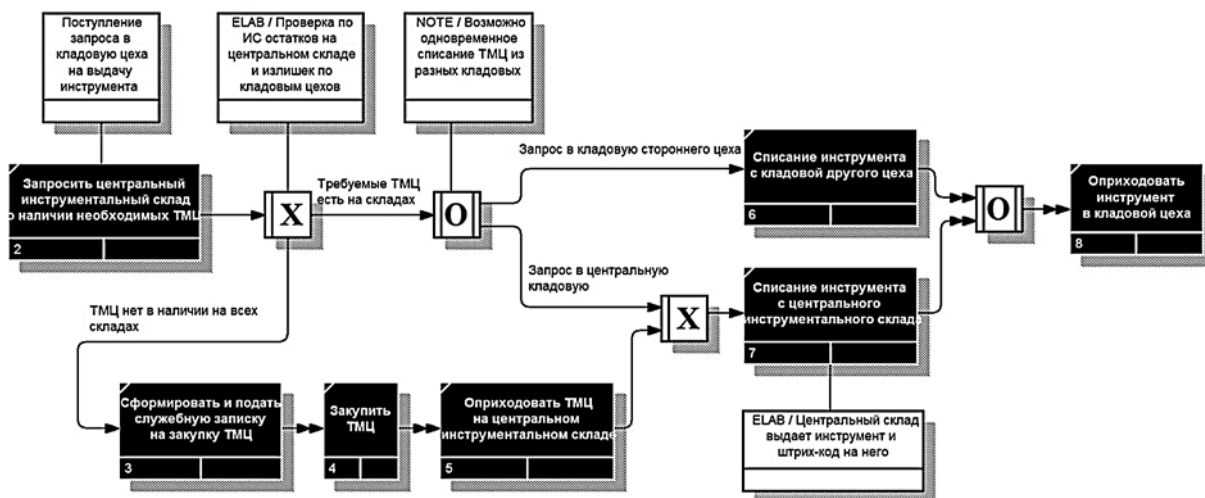 Поступление
запроса в
кладовую цеха
на выдачу
инструмента
ELAB / Проверка по
ИС остатков на
центральном складе
и излишек по
кладовым цехов
NOTE / Возможно
одновременное
списание ТМЦ из
разных кладовых
Запросить центральный
инструментальный склад
о наличии необходимых ТМЦ
2
X
Требуемые ТМЦ
есть на складах
O
Запрос в кладовую стороннего цеха
Списание инструмента
с кладовой другого цеха
6
O
Оприходовать
инструмент
в кладовой цеха
8
Запрос в центральную
кладовую
X
Списание инструмента
с центрального
инструментального складе
7
ТМЦ нет в наличии на всех
складах
Сформировать и подать
служебную записку
на закупку ТМЦ
3
Закупить
ТМЦ
4
Оприходовать ТМЦ
на центральном
инструментальном складе
5
ELAB / Центральный склад
выдает инструмент и
штрих-код на него